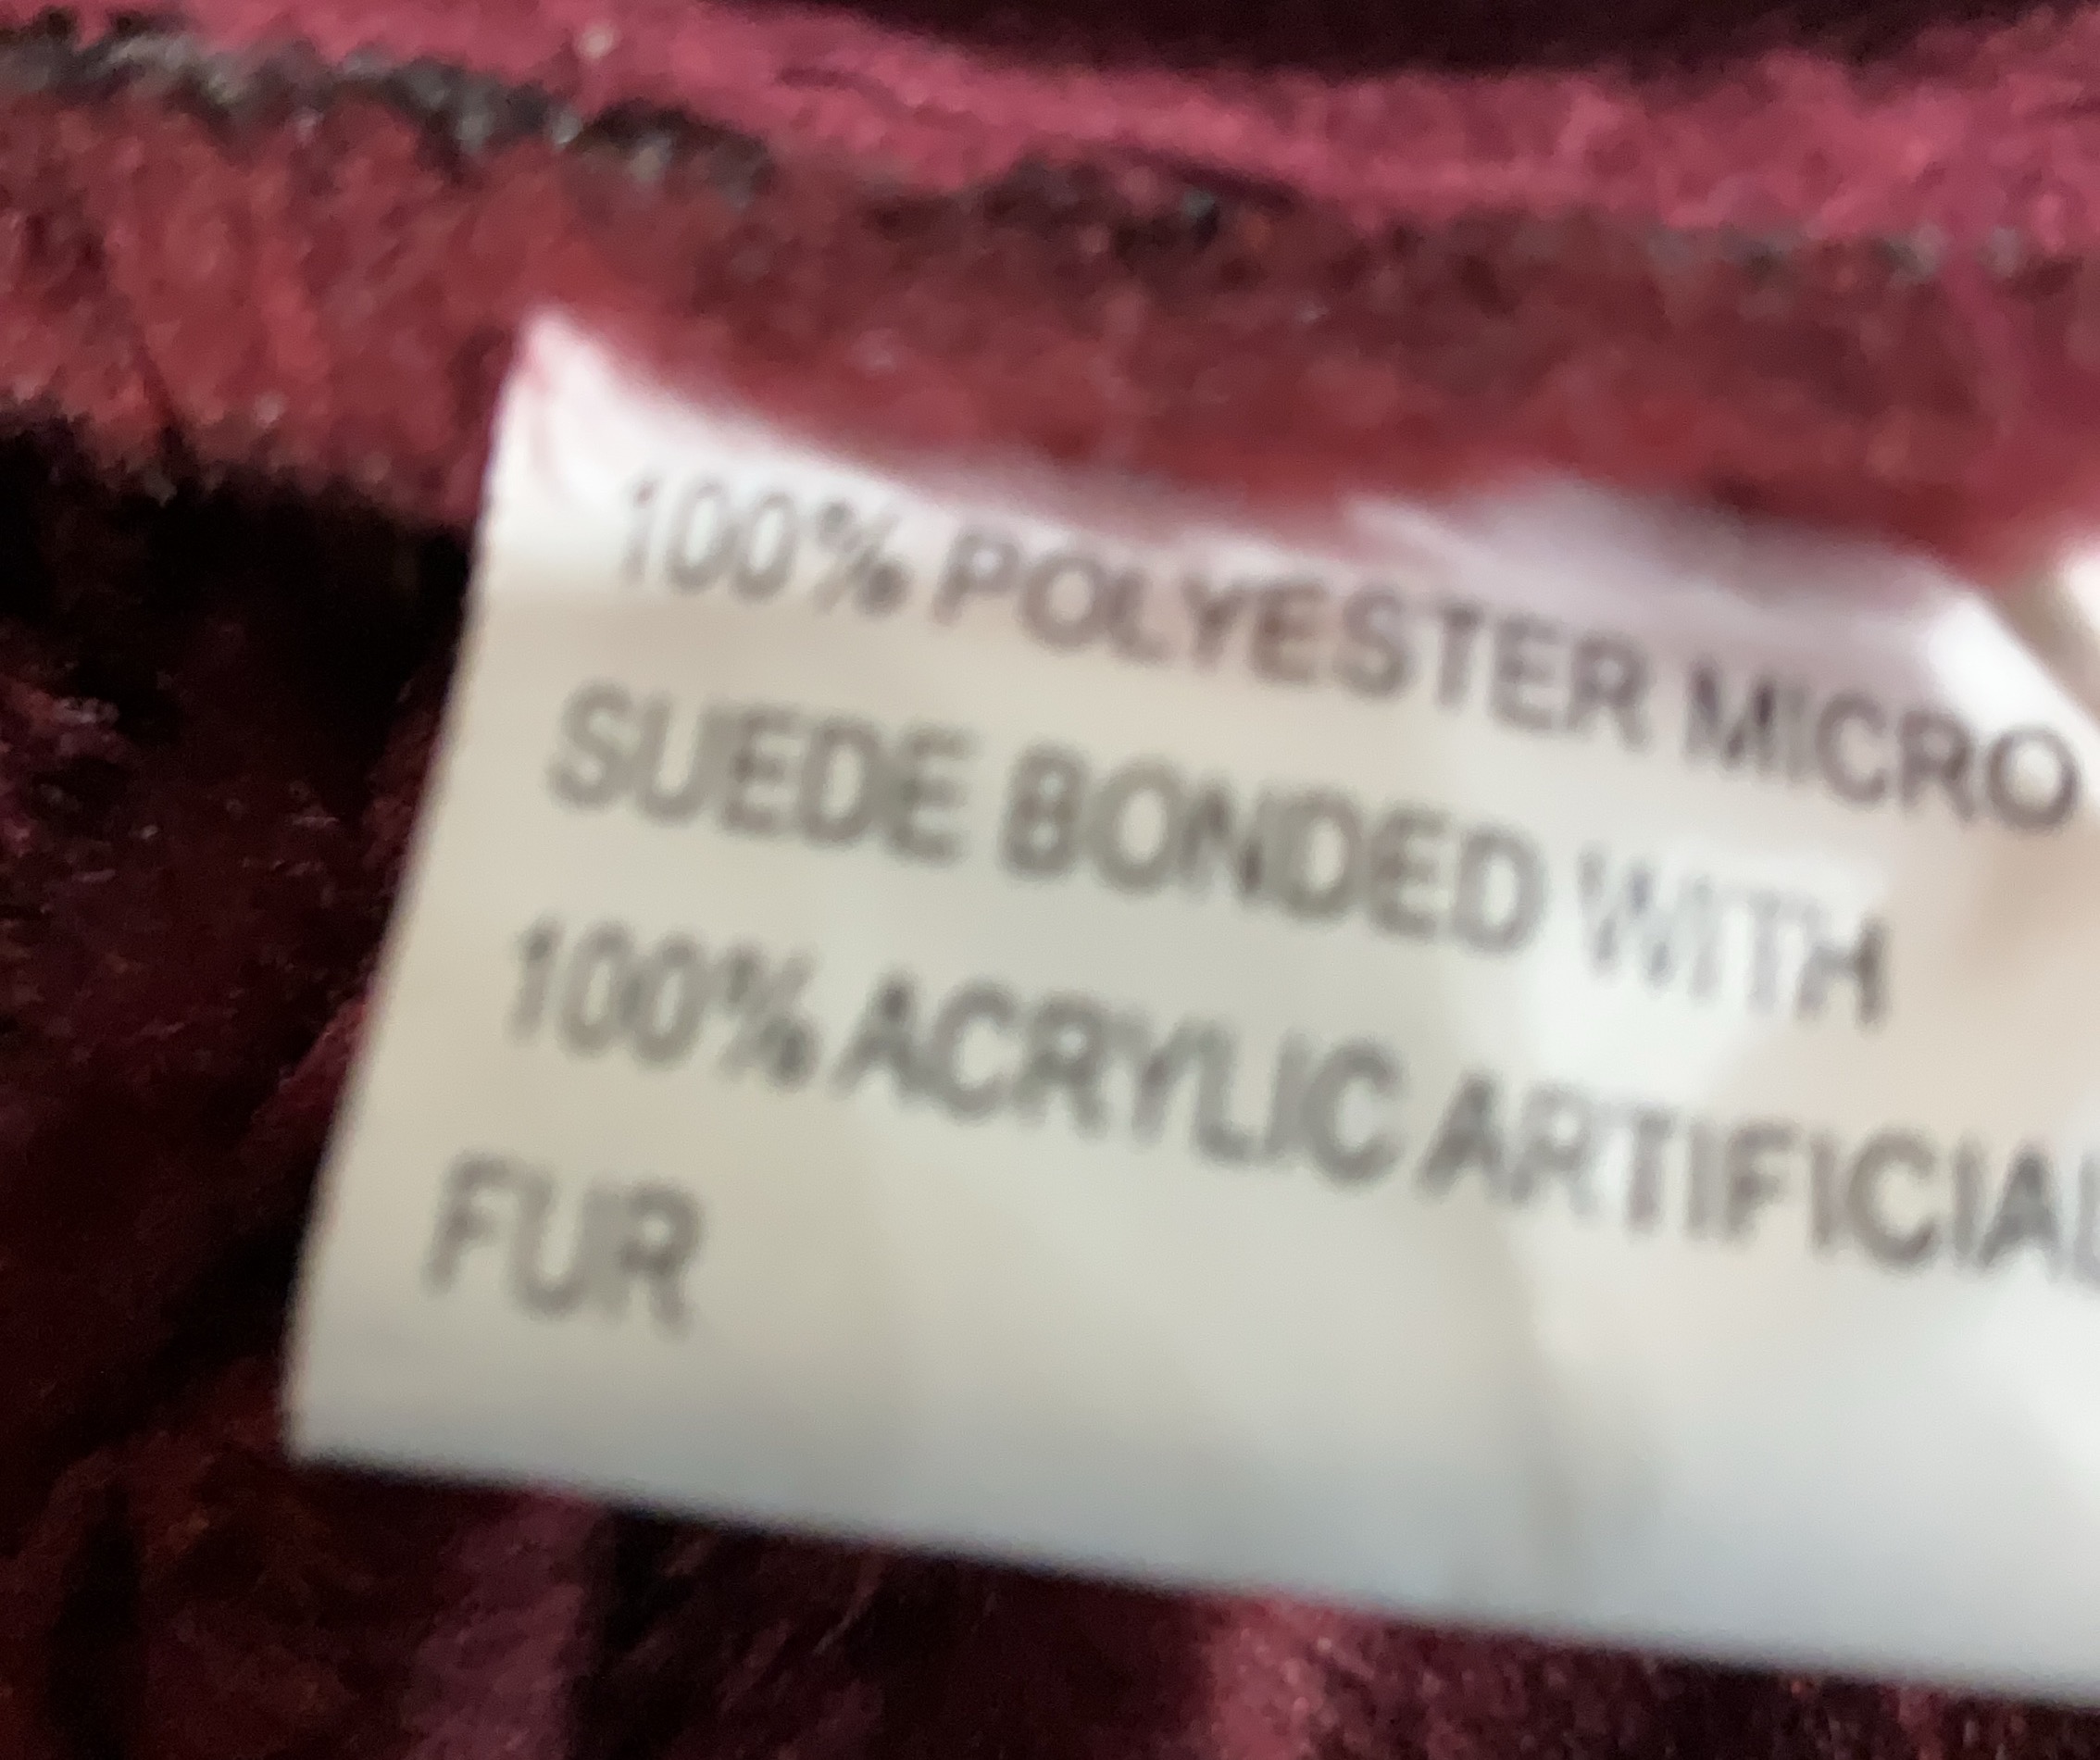 100% POLYESTER MICRO
SUEDE BONDED WITH
100% ACRYLIC ARTIFICIAL
FUR